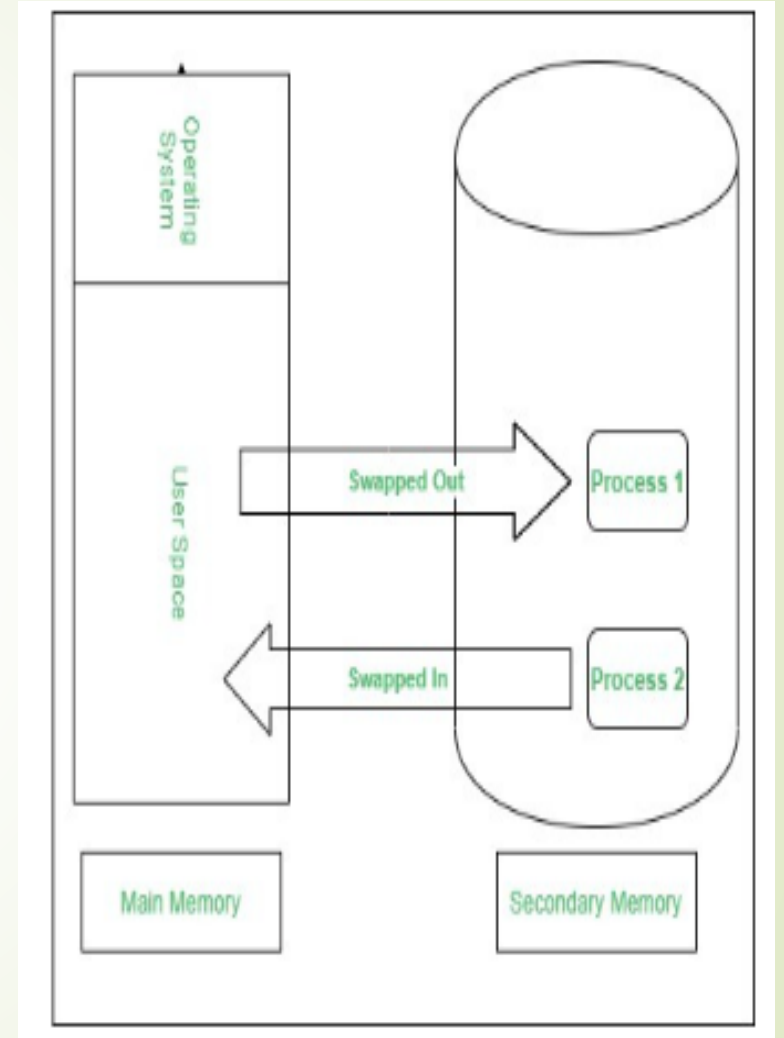 Operating
System
User Space
Swapped Out
Process 1
Swapped In
Process 2
Main Memory
Secondary Memory